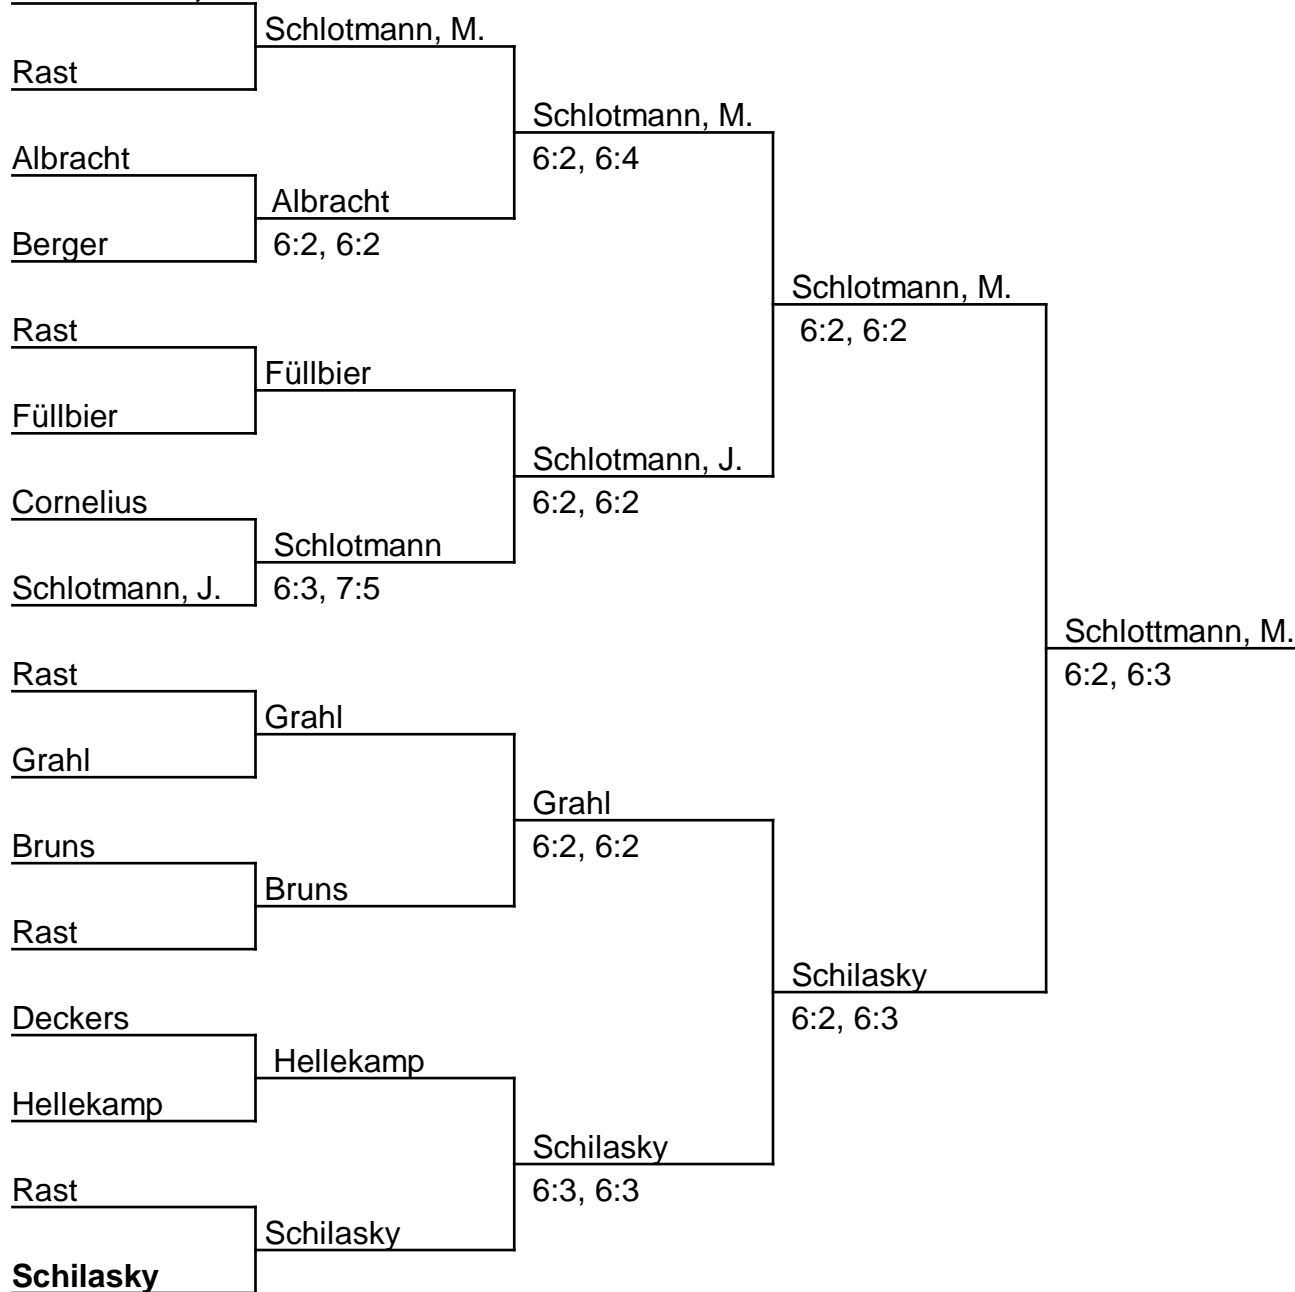 Schlotmann, M.
Rast
Schlotmann, M.
Albracht
6:2, 6:4
Albracht
Berger
6:2, 6:2
Schlotmann, M.
Rast
6:2, 6:2
Füllbier
Füllbier
Schlotmann, J.
Cornelius
6:2, 6:2
Schlotmann
Schlotmann, J.
6:3, 7:5
Schlottmann, M.
Rast
6:2, 6:3
Grahl
Grahl
Grahl
Bruns
6:2, 6:2
Bruns
Rast
Schilasky
Deckers
6:2, 6:3
Hellekamp
Hellekamp
Schilasky
Rast
6:3, 6:3
Schilasky
Schilasky